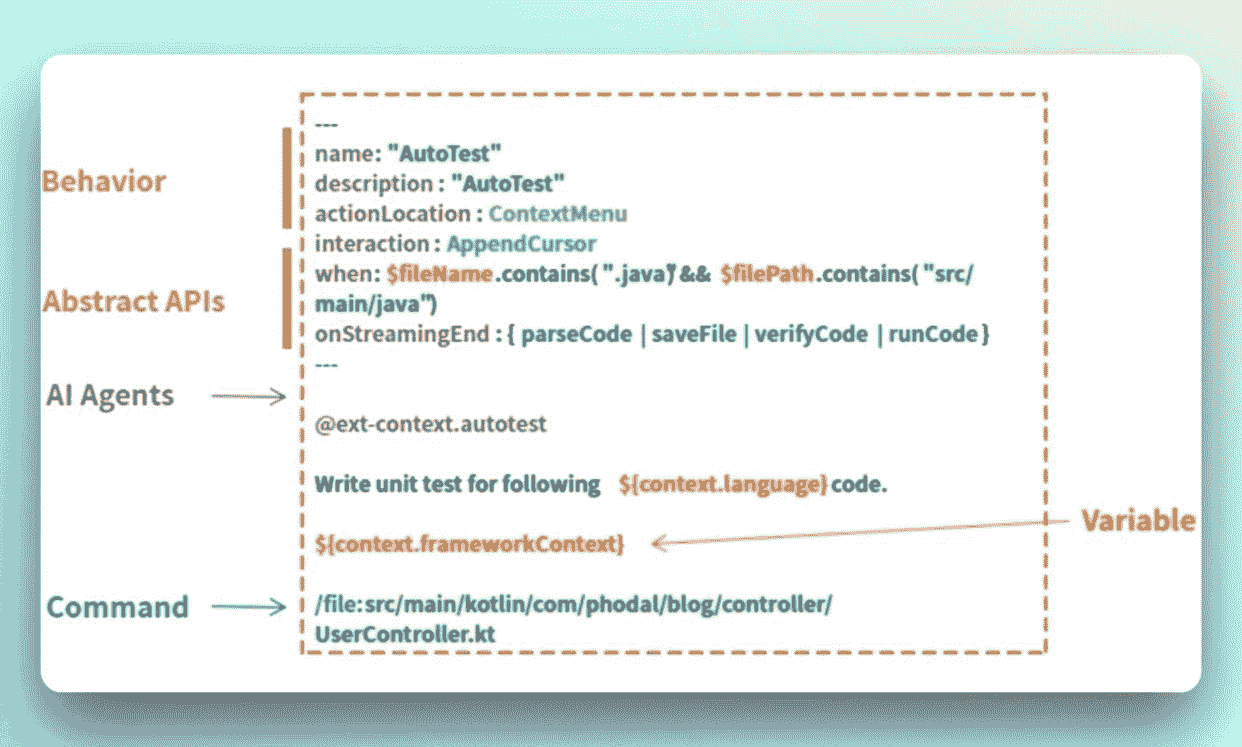 ---
name: "AutoTest"
Behavior
description : "AutoTest"
actionLocation : ContextMenu
interaction : AppendCursor
when: $fileName.contains( ".java") && $filePath.contains( "src/
Abstract APIs
main/java")
onStreamingEnd : { parseCode | saveFile | verifyCode | runCode }
---
AI Agents
@ext-context.autotest
Write unit test for following ${context.language} code.
Variable
${context.frameworkContext}
Command
/file:src/main/kotlin/com/phodal/blog/controller/
UserController.kt